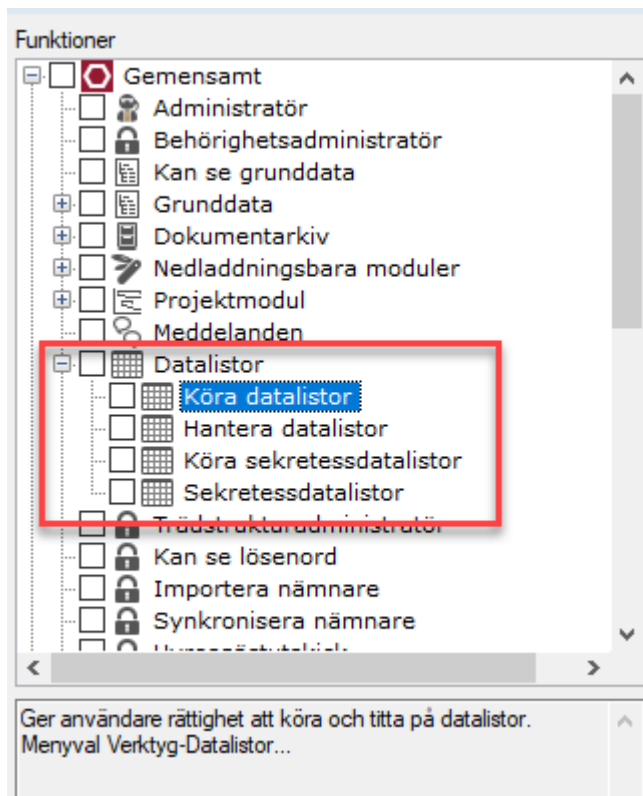 Funktioner
Gemensamt
Administratör
Behörighetsadministratör
Kan se grunddata
Grunddata
Dokumentarkiv
Nedladdningsbara moduler
Projektmodul
Meddelanden
Datalistor
Köra datalistor
Hantera datalistor
Köra sekretessdatalistor
Sekretessdatalistor
Trädstrukturadministratör
Kan se lösenord
Importera nämnare
Synkronisera nämnare
Ger användare rättighet att köra och titta på datalistor.
Menyval Verktyg-Datalistor...